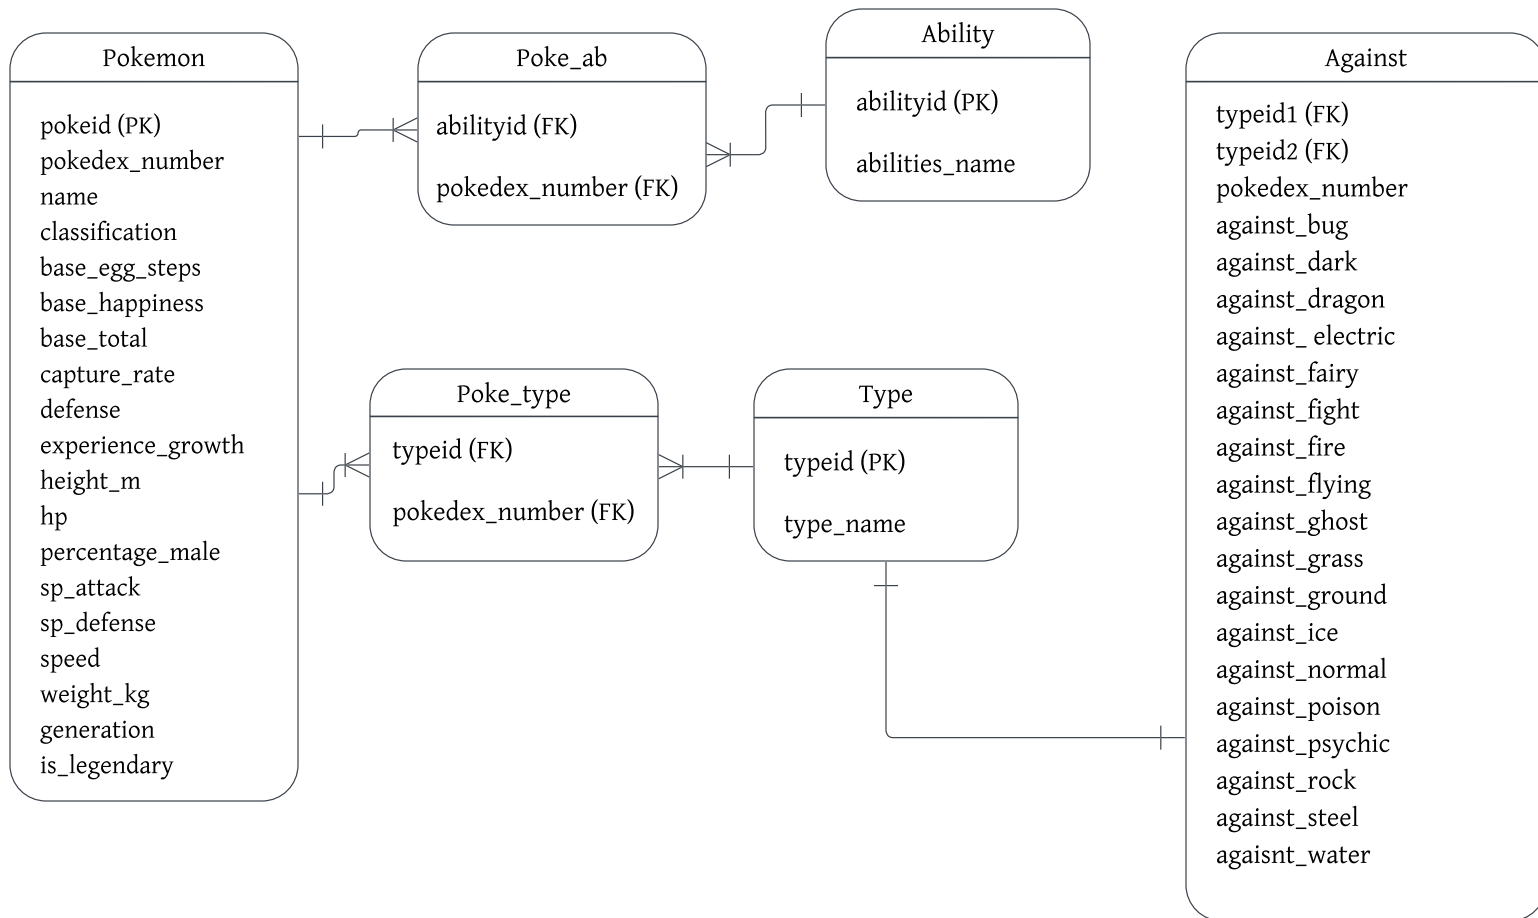 Pokemon
pokeid (PK)
pokedex_number
name
classification
base_egg_steps
base_happiness
base_total
capture_rate
defense
experience_growth
height_m
hp
percentage_male
sp_attack
sp_defense
speed
weight_kg
generation
is_legendary
Poke_ab
abilityid (FK)
pokedex_number (FK)
Ability
abilityid (PK)
abilities_name
Poke_type
typeid (FK)
pokedex_number (FK)
Type
typeid (PK)
type_name
Against
typeid1 (FK)
typeid2 (FK)
pokedex_number
against_bug
against_dark
against_dragon
against_ electric
against_fairy
against_fight
against_fire
against_flying
against_ghost
against_grass
against_ground
against_ice
against_normal
against_poison
against_psychic
against_rock
against_steel
agaisnt_water